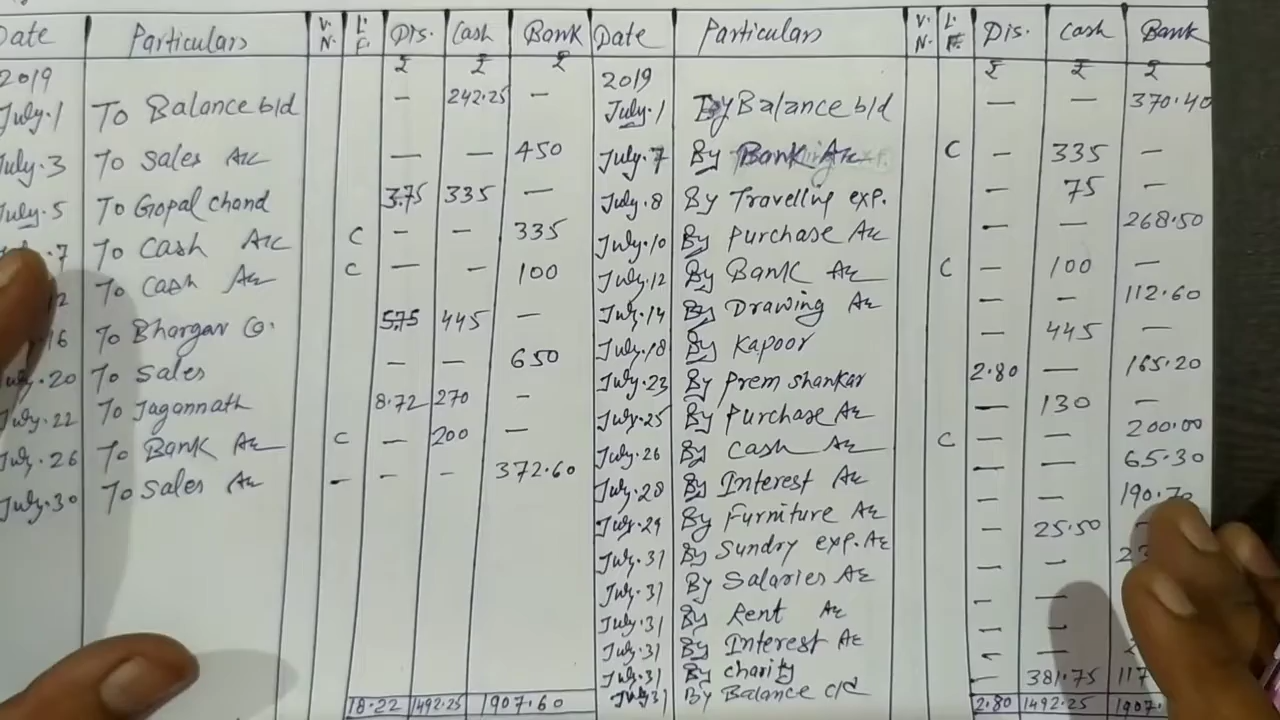 Date Particulars V.N. L.F. Dis. Cash Bank Date Particulars V.N. L.F. Dis. Cash Bank
2019 ₹ ₹ ₹ 2019 ₹ ₹ ₹
July.1 To Balance b/d — 242.25 — July.1 By Balance b/d — — 370.40
July.3 To Sales A/c — — 450 July.7 By Bank A/c C — 335 —
July.5 To Gopal chand 3.75 335 — July.8 By Travelling exp. — 75 —
7 To Cash A/c C — — 335 July.10 By Purchase A/c — — 268.50
12 To Cash A/c C — — 100 July.12 By Bank A/c C — 100 —
16 To Bhargav Co. 5.75 445 — July.14 By Drawing A/c — — 112.60
July.20 To Sales — — 650 July.18 By Kapoor — 445 —
July.22 To Jagannath 8.72 270 — July.23 By Prem shankar 2.80 — 165.20
July.26 To Bank A/c C — 200 — July.25 By Purchase A/c — 130 —
July.30 To Sales A/c — — — 372.60 July.26 By Cash A/c C — — 200.00
July.28 By Interest A/c — — 65.30
July.29 By Furniture A/c — — 190.70
July.31 By Sundry exp. A/c — 25.50 —
July.31 By Salaries A/c — —
July.31 By Rent A/c — —
July.31 By Interest A/c — —
July.31 By charity — —
July 31 By Balance c/d — 381.75 117
18.22 1492.25 1907.60 2.80 1492.25 1907.